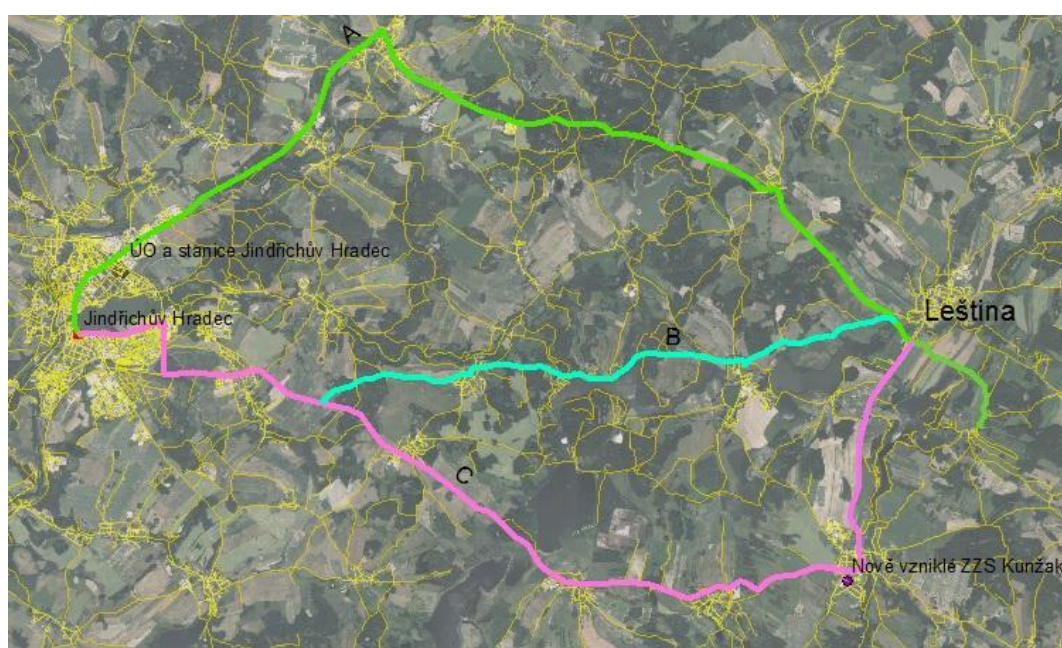 A
ÚO a stanice Jindřichův Hradec
Jindřichův Hradec
Leština
B
C
Nově vzniklé ZZS Kunžak